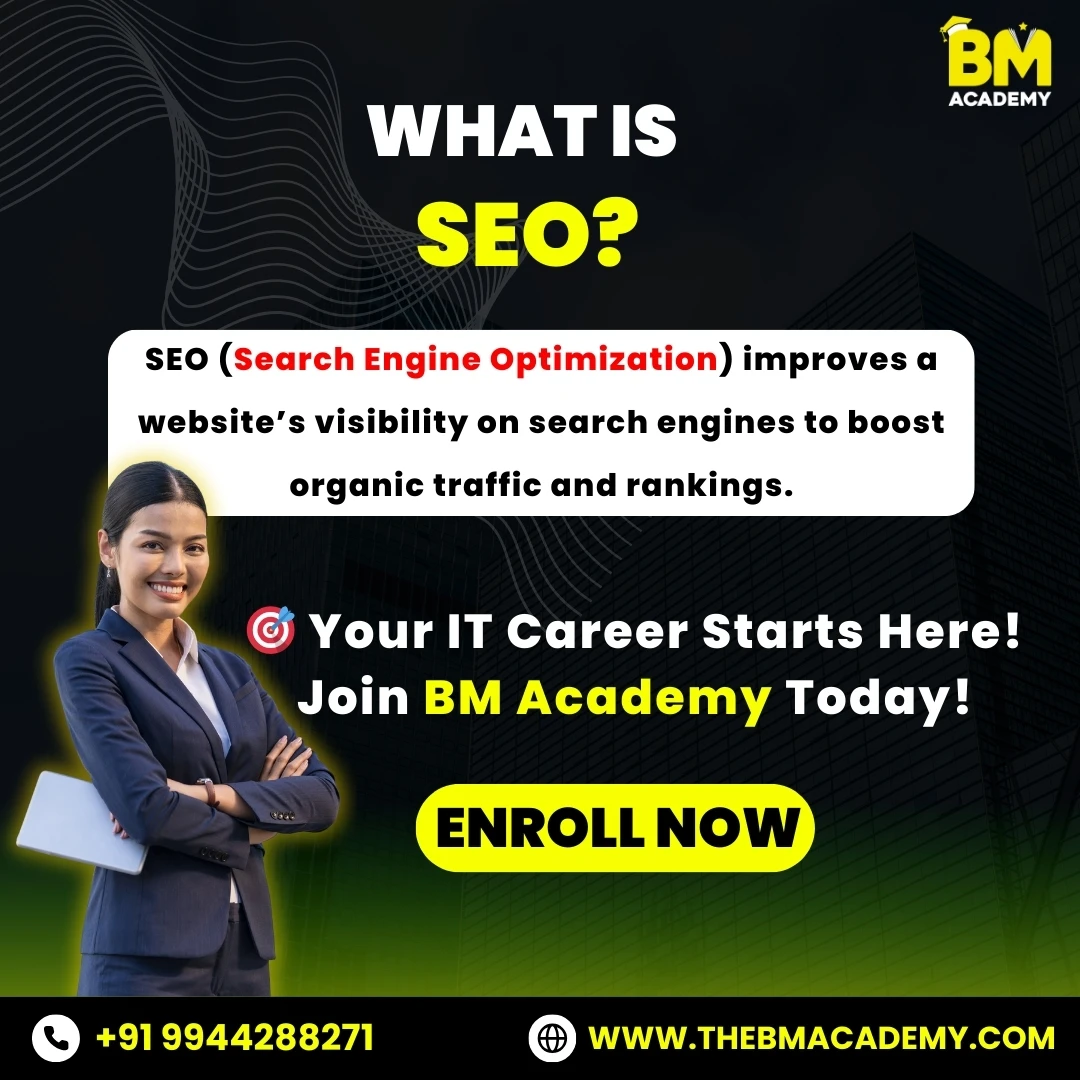 BM
ACADEMY
WHAT IS
SEO?
SEO (Search Engine Optimization) improves a
website’s visibility on search engines to boost
organic traffic and rankings.
🎯 Your IT Career Starts Here!
Join BM Academy Today!
ENROLL NOW
+91 9944288271
WWW.THEBMACADEMY.COM